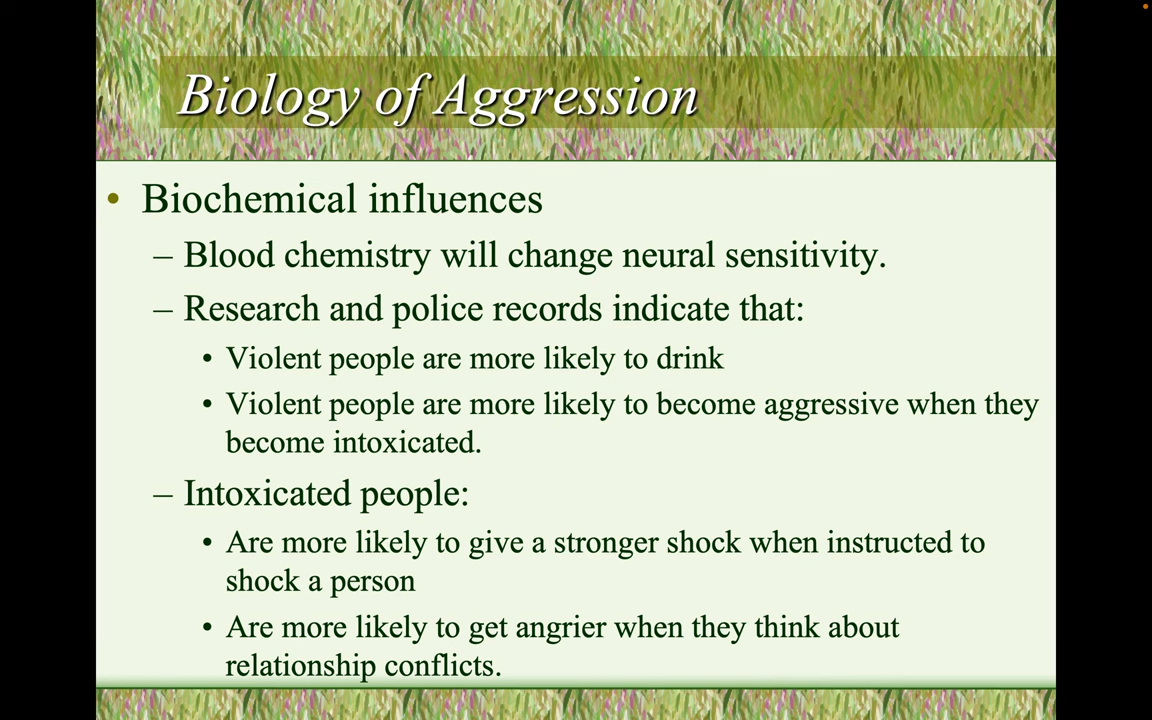 Biology of Aggression
• Biochemical influences
– Blood chemistry will change neural sensitivity.
– Research and police records indicate that:
• Violent people are more likely to drink
• Violent people are more likely to become aggressive when they
become intoxicated.
– Intoxicated people:
• Are more likely to give a stronger shock when instructed to
shock a person
• Are more likely to get angrier when they think about
relationship conflicts.